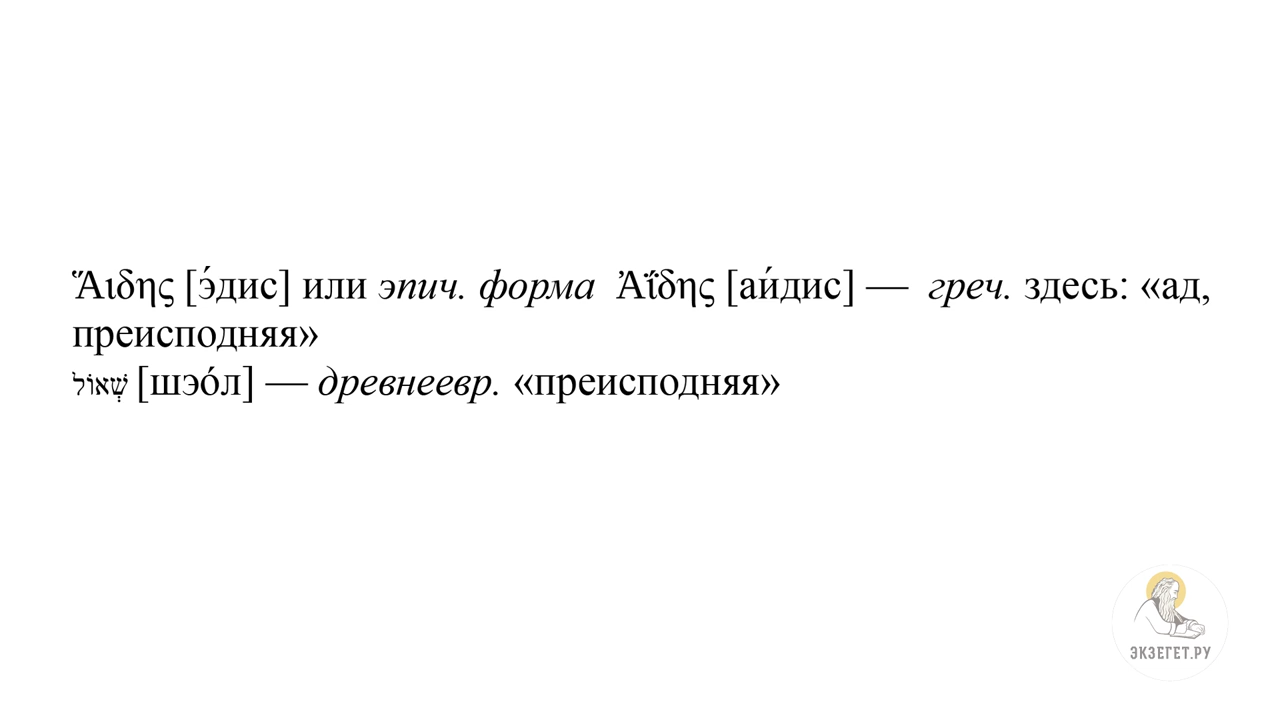 Ἅιδης [э́дис] или эпич. форма Ἀΐδης [аи́дис] — греч. здесь: «ад,
преисподняя»
שְׁאוֹל [шэо́л] — древнеевр. «преисподняя»
ЭКЗЕГЕТ.РУ